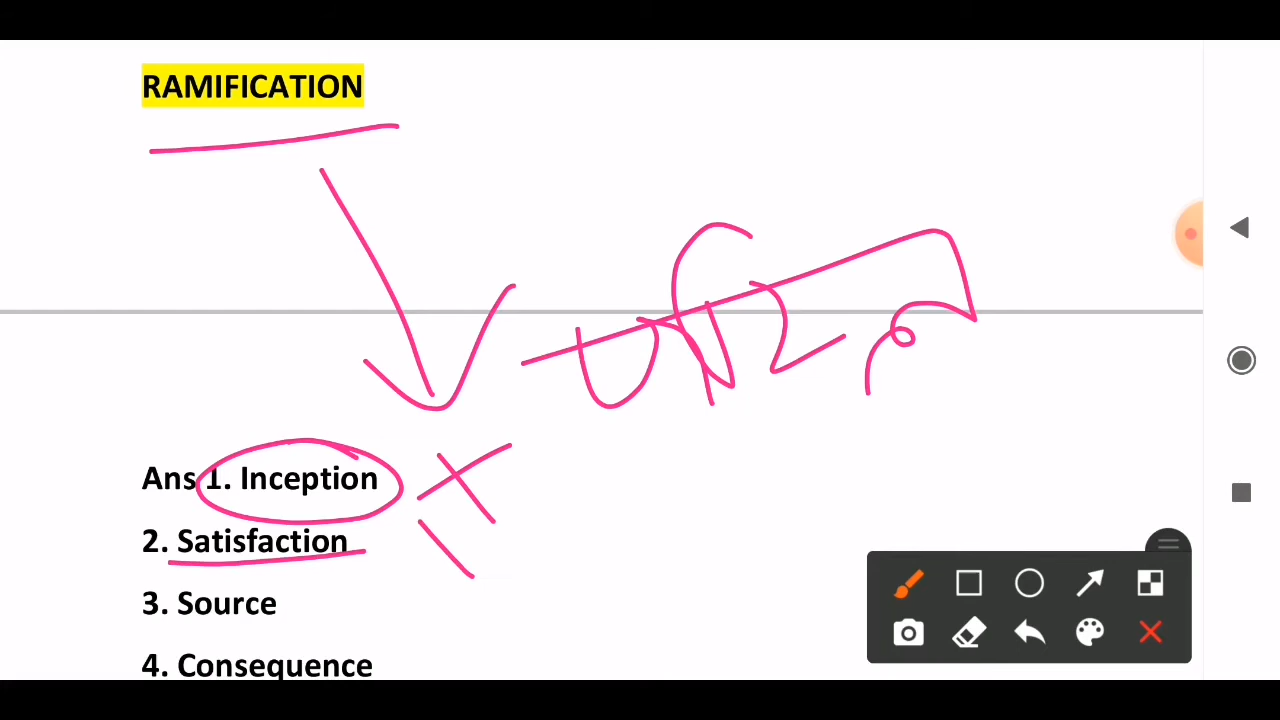 RAMIFICATION
Ans 1. Inception
2. Satisfaction
3. Source
4. Consequence